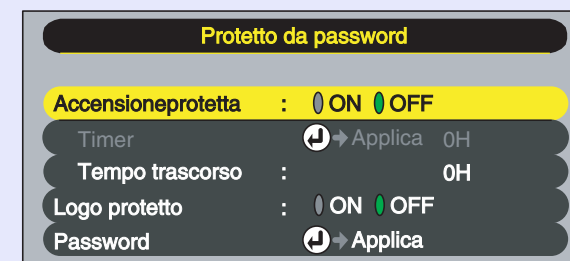 Protetto da password
Accensioneprotetta : ON OFF
Timer Applica 0H
Tempo trascorso : 0H
Logo protetto : ON OFF
Password Applica